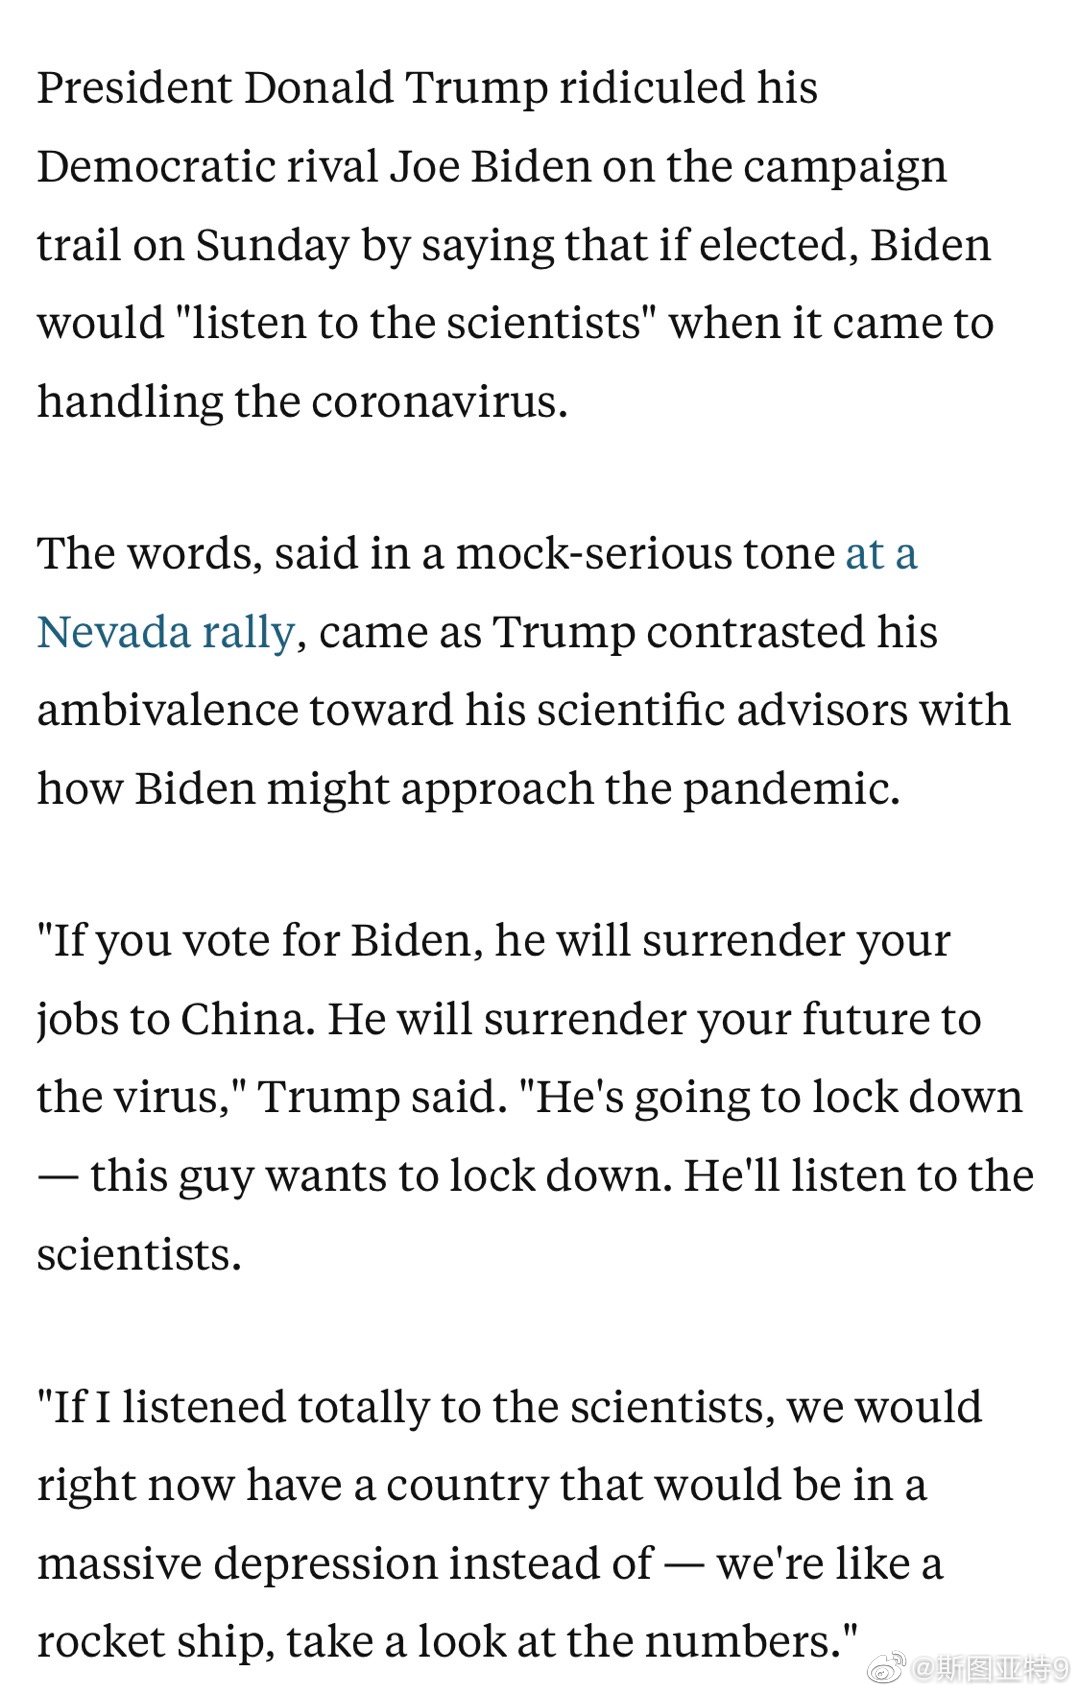 President Donald Trump ridiculed his
Democratic rival Joe Biden on the campaign
trail on Sunday by saying that if elected, Biden
would "listen to the scientists" when it came to
handling the coronavirus.
The words, said in a mock-serious tone at a
Nevada rally, came as Trump contrasted his
ambivalence toward his scientific advisors with
how Biden might approach the pandemic.
"If you vote for Biden, he will surrender your
jobs to China. He will surrender your future to
the virus," Trump said. "He's going to lock down
— this guy wants to lock down. He'll listen to the
scientists.
"If I listened totally to the scientists, we would
right now have a country that would be in a
massive depression instead of — we're like a
rocket ship, take a look at the numbers."
@斯图亚特9